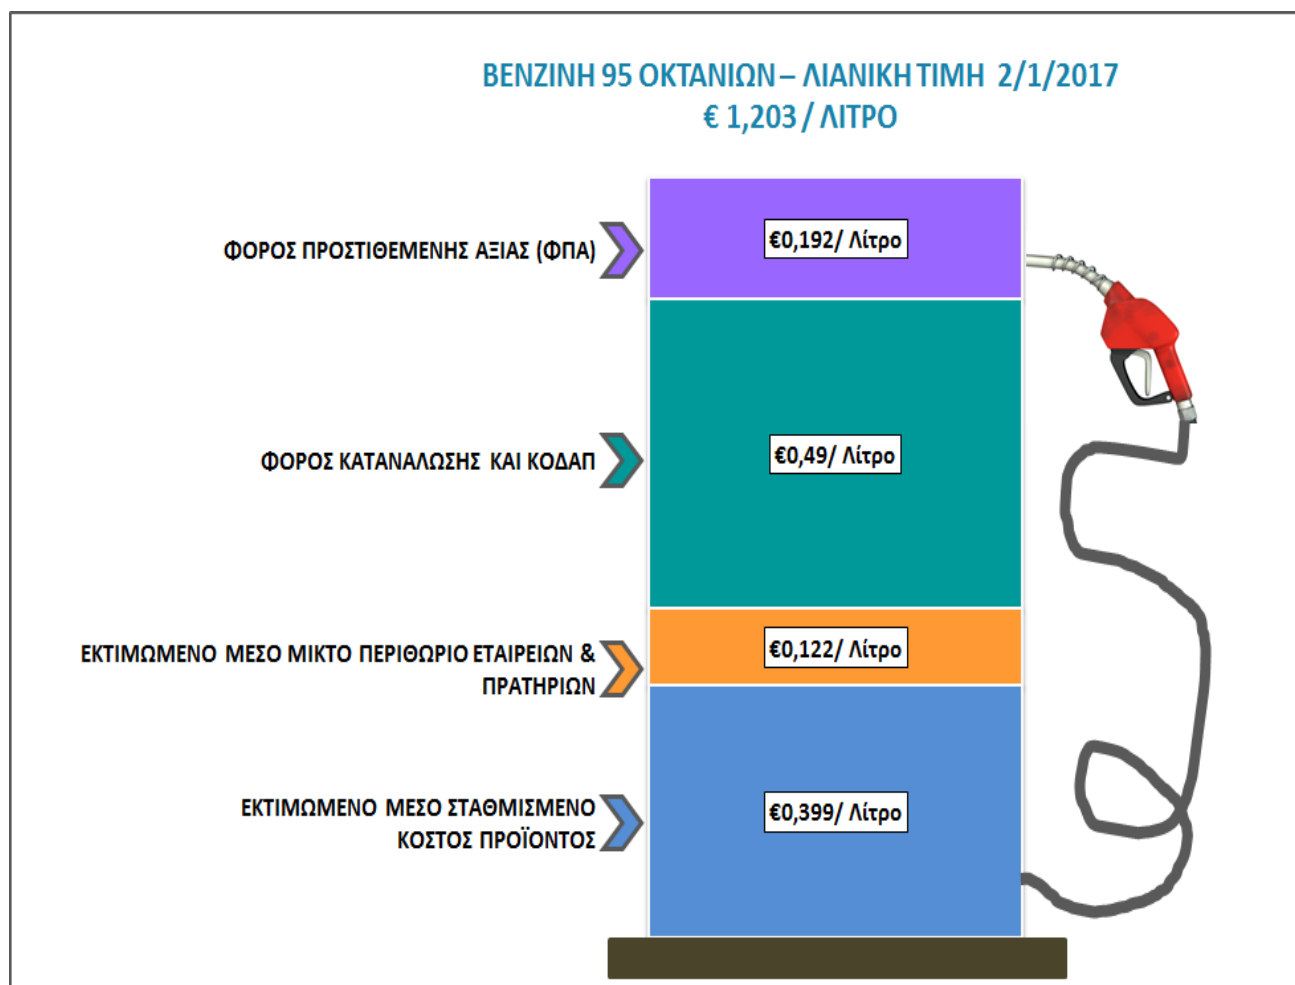 ΒΕΝΖΙΝΗ 95 ΟΚΤΑΝΙΩΝ – ΛΙΑΝΙΚΗ ΤΙΜΗ 2/1/2017
€ 1,203 / ΛΙΤΡΟ
ΦΟΡΟΣ ΠΡΟΣΤΙΘΕΜΕΝΗΣ ΑΞΙΑΣ (ΦΠΑ)
€0,192/ Λίτρο
ΦΟΡΟΣ ΚΑΤΑΝΑΛΩΣΗΣ ΚΑΙ ΚΟΔΑΠ
€0,49/ Λίτρο
ΕΚΤΙΜΩΜΕΝΟ ΜΕΣΟ ΜΙΚΤΟ ΠΕΡΙΘΩΡΙΟ ΕΤΑΙΡΕΙΩΝ &
ΠΡΑΤΗΡΙΩΝ
€0,122/ Λίτρο
ΕΚΤΙΜΩΜΕΝΟ ΜΕΣΟ ΣΤΑΘΜΙΣΜΕΝΟ
ΚΟΣΤΟΣ ΠΡΟΪΟΝΤΟΣ
€0,399/ Λίτρο